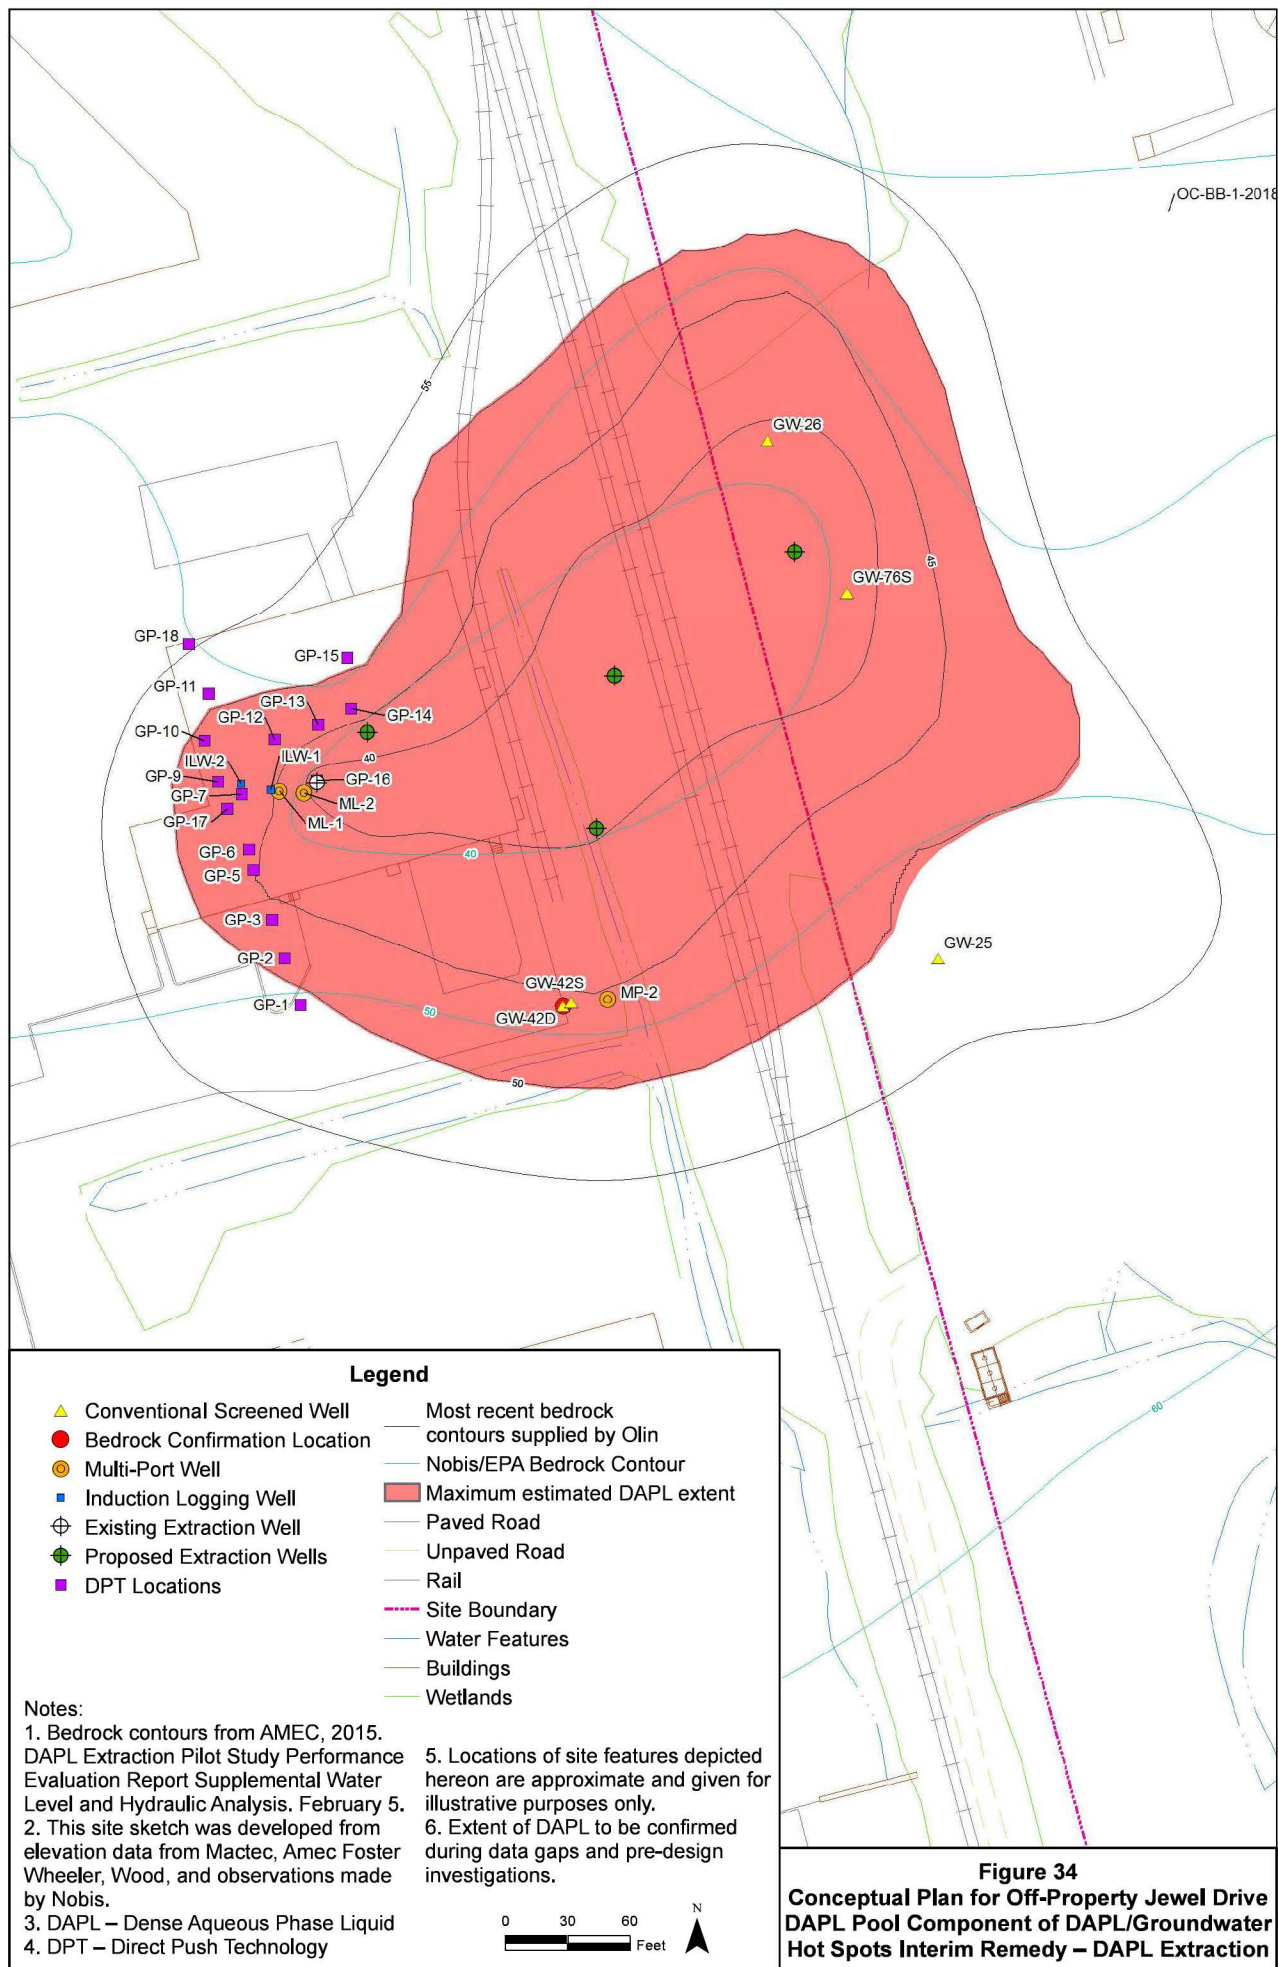 OC-BB-1-2018
55
GW-26
45
GW-76S
GP-18
GP-15
GP-11
GP-13
GP-14
GP-12
GP-10
ILW-1
ILW-2
40
GP-16
GP-9
GP-7
ML-2
GP-17
ML-1
GP-6
40
GP-5
GP-3
GW-25
GP-2
GW-42S
MP-2
GP-1
50
GW-42D
50
60
Legend
Conventional Screened Well
Bedrock Confirmation Location
Multi-Port Well
Induction Logging Well
Existing Extraction Well
Proposed Extraction Wells
DPT Locations
Most recent bedrock
contours supplied by Olin
Nobis/EPA Bedrock Contour
Maximum estimated DAPL extent
Paved Road
Unpaved Road
Rail
Site Boundary
Water Features
Buildings
Wetlands
Notes:
1. Bedrock contours from AMEC, 2015.
DAPL Extraction Pilot Study Performance
Evaluation Report Supplemental Water
Level and Hydraulic Analysis. February 5.
2. This site sketch was developed from
elevation data from Mactec, Amec Foster
Wheeler, Wood, and observations made
by Nobis.
3. DAPL – Dense Aqueous Phase Liquid
4. DPT – Direct Push Technology
5. Locations of site features depicted
hereon are approximate and given for
illustrative purposes only.
6. Extent of DAPL to be confirmed
during data gaps and pre-design
investigations.
0 30 60
Feet
N
Figure 34
Conceptual Plan for Off-Property Jewel Drive
DAPL Pool Component of DAPL/Groundwater
Hot Spots Interim Remedy – DAPL Extraction